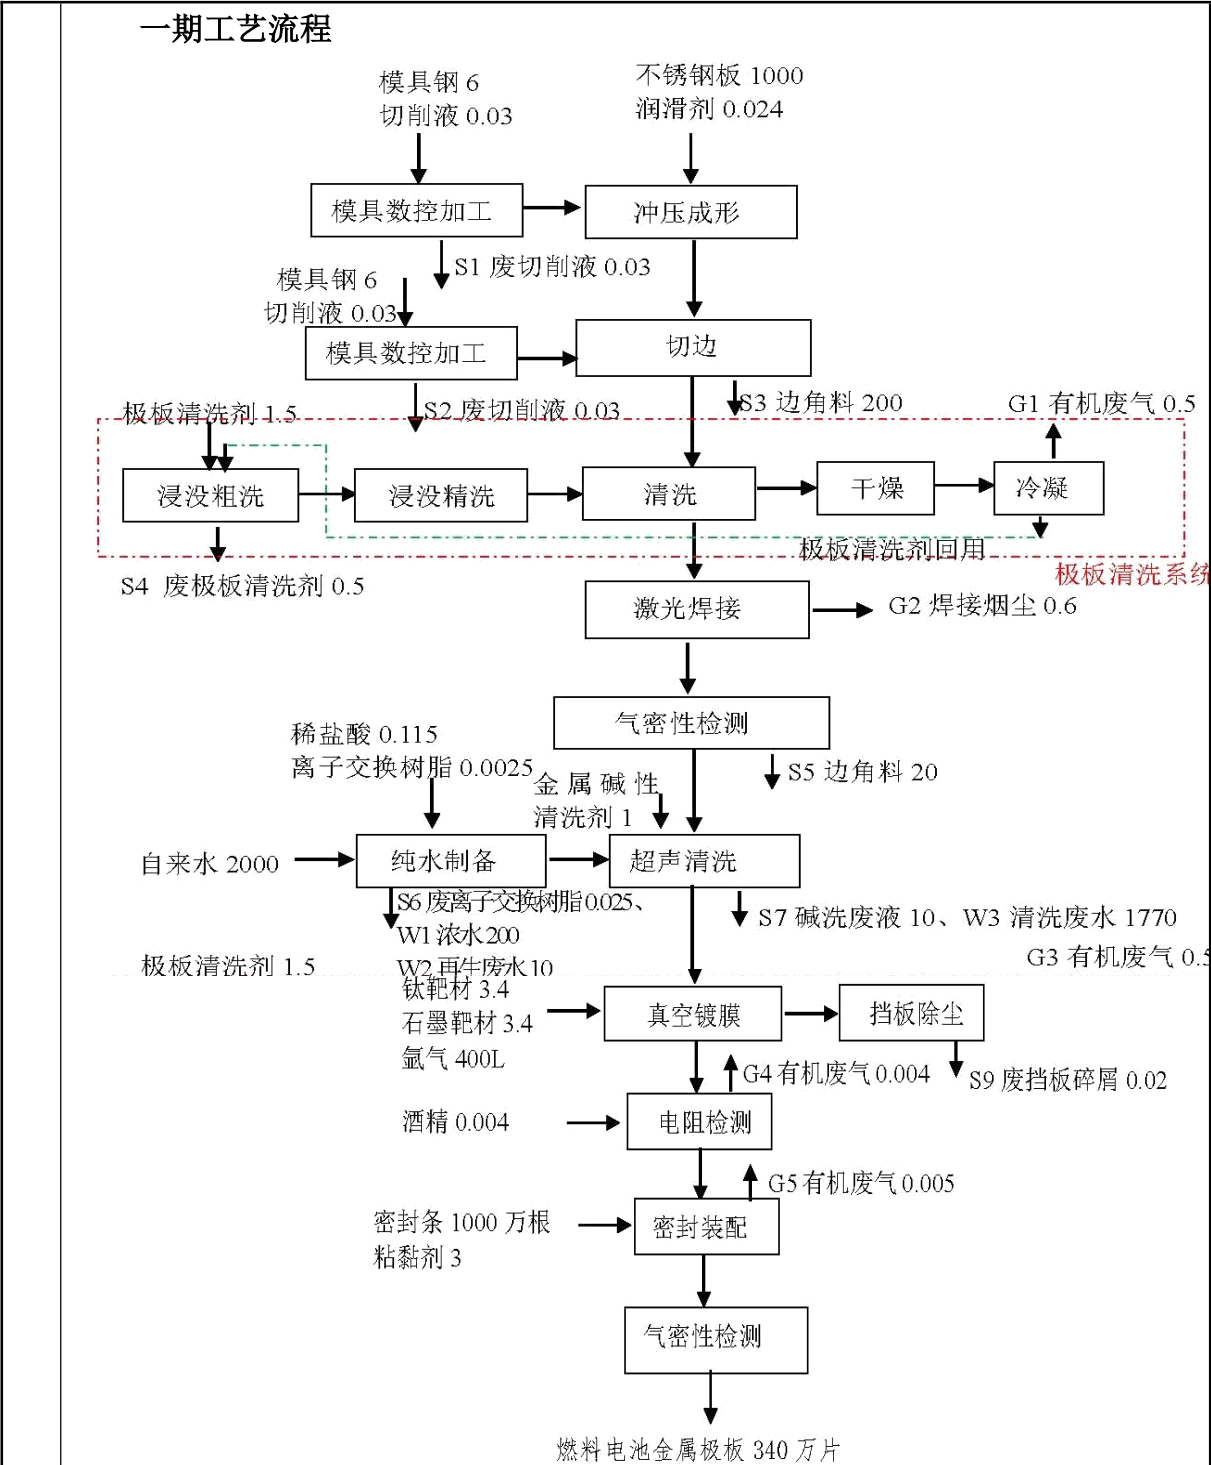 一期工艺流程
模具钢 6
切削液 0.03
不锈钢板 1000
润滑剂 0.024
模具数控加工
冲压成形
S1 废切削液 0.03
模具钢 6
切削液 0.03
模具数控加工
切边
S2 废切削液 0.03
S3 边角料 200
G1 有机废气 0.5
极板清洗剂 1.5
浸没粗洗
浸没精洗
清洗
干燥
冷凝
极板清洗剂回用
极板清洗系统
S4 废极板清洗剂 0.5
激光焊接
G2 焊接烟尘 0.6
气密性检测
S5 边角料 20
稀盐酸 0.115
离子交换树脂 0.0025
金属碱性
清洗剂 1
自来水 2000
纯水制备
超声清洗
S6 废离子交换树脂 0.025、
W1 浓水 200
W2 再生废水 10
S7 碱洗废液 10、W3 清洗废水 1770
G3 有机废气 0.5
极板清洗剂 1.5
钛靶材 3.4
石墨靶材 3.4
氩气 400L
真空镀膜
挡板除尘
G4 有机废气 0.004
S9 废挡板碎屑 0.02
酒精 0.004
电阻检测
G5 有机废气 0.005
密封条 1000 万根
粘黏剂 3
密封装配
气密性检测
燃料电池金属极板 340 万片